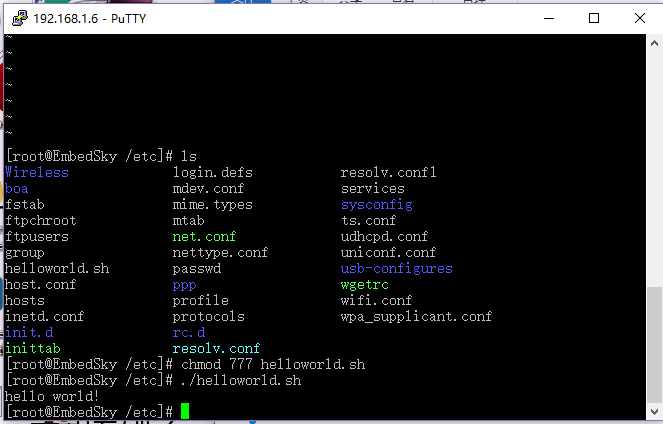 192.168.1.6 - PuTTY
~
~
~
~
~
~
~
[root@EmbedSky /etc]# ls
Wireless login.defs resolv.conf1
boa mdev.conf services
fstab mime.types sysconfig
ftpchroot mtab ts.conf
ftpusers net.conf udhcpd.conf
group nettype.conf uniconf.conf
helloworld.sh passwd usb-configures
host.conf ppp wgetrc
hosts profile wifi.conf
inetd.conf protocols wpa_supplicant.conf
init.d rc.d
inittab resolv.conf
[root@EmbedSky /etc]# chmod 777 helloworld.sh
[root@EmbedSky /etc]# ./helloworld.sh
hello world!
[root@EmbedSky /etc]#